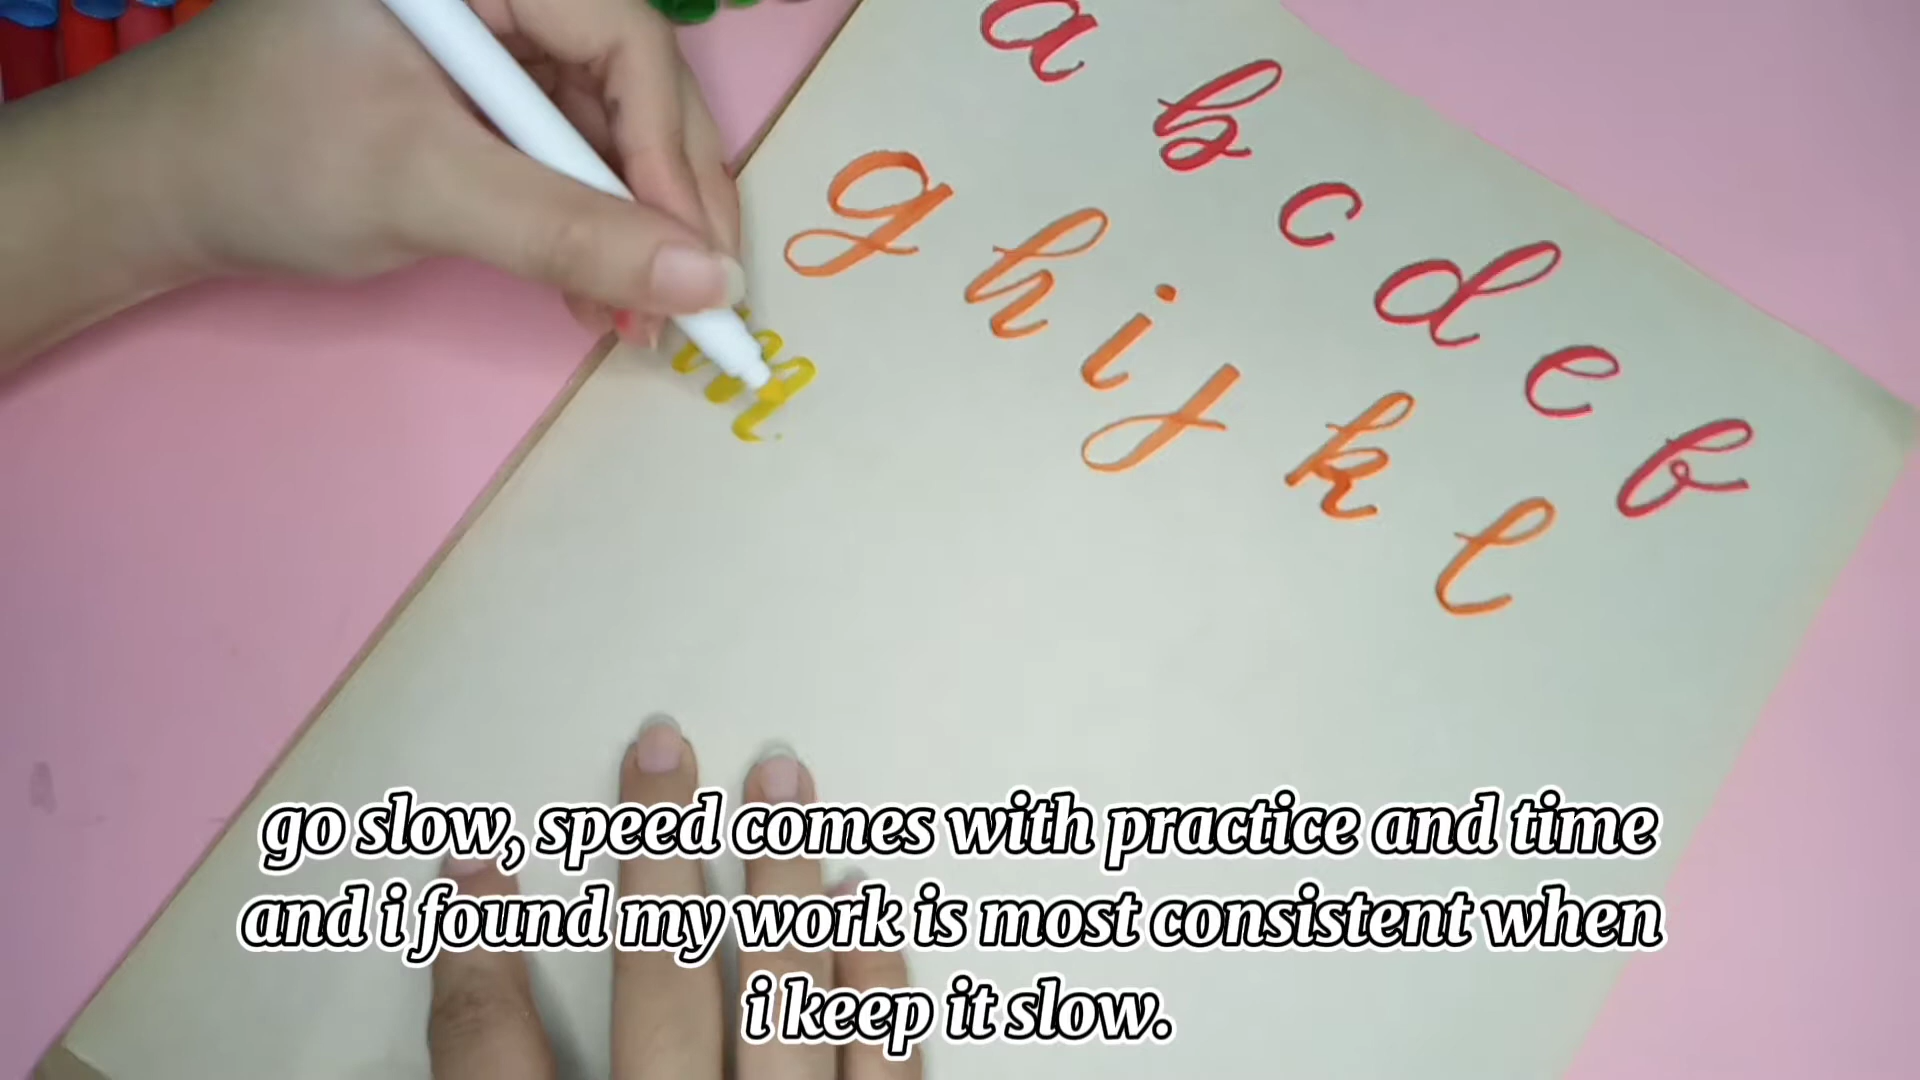 a b c d e f
g h i j k l
m
go slow, speed comes with practice and time
and i found my work is most consistent when
i keep it slow.